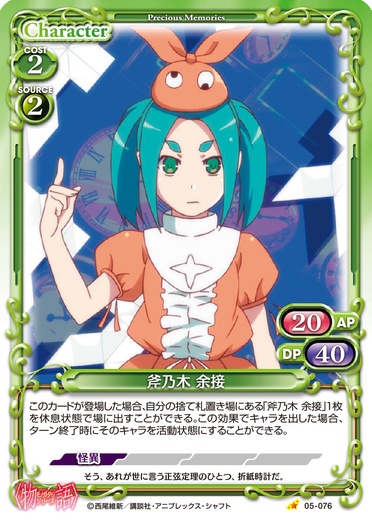 Precious Memories
Character
COST
2
SOURCE
2
20 AP
DP 40
斧乃木 余接
このカードが登場した場合、自分の捨て札置き場にある「斧乃木 余接」1枚
を休息状態で場に出すことができる。この効果でキャラを出した場合、
ターン終了時にそのキャラを活動状態にすることができる。
怪異
そう、あれが世に言う正弦定理のひとつ、折紙時計だ。
物語
©西尾維新／講談社・アニプレックス・シャフト
05-076